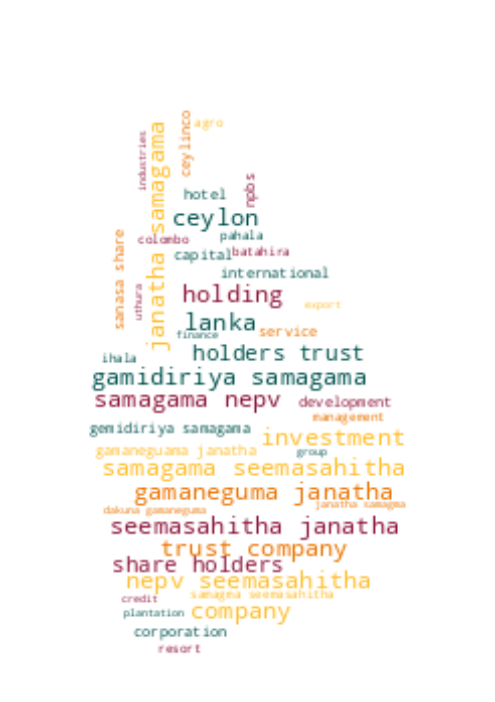 agro
ceylinco
industries
janatha samagama
npbs
hotel
ceylon
pahala
colombo
capital
batahira
sanasa share
international
uthura
holding
export
lanka
service
finance
holders trust
ihala
gamidiriya samagama
samagama nepv
development
management
gemidiriya samagama
investment
gamaneguama janatha
group
samagama seemasahitha
gamaneguma janatha
janatha samagma
dakuna gamaneguma
seemasahitha janatha
trust company
share holders
nepv seemasahitha
samagma seemasahitha
credit
plantation
company
corporation
resort